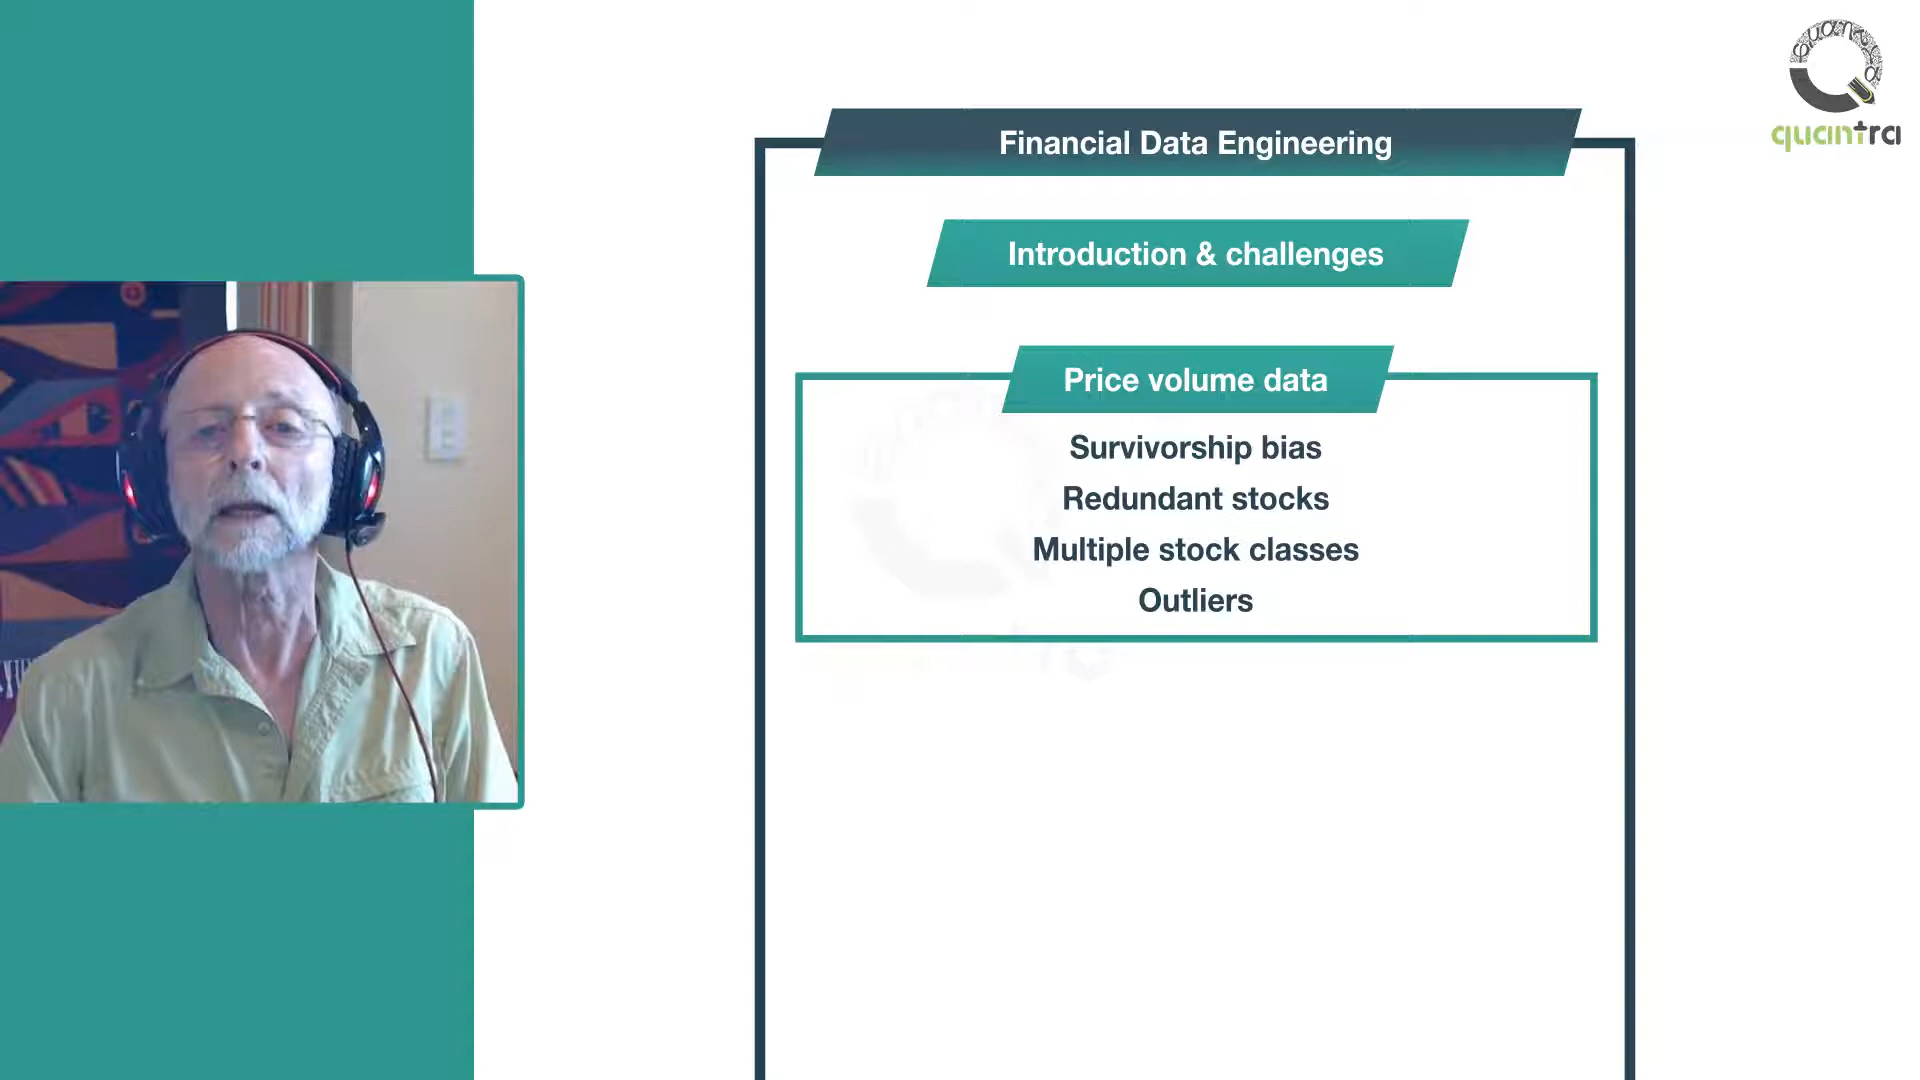 quantra
Financial Data Engineering
Introduction & challenges
Price volume data
Survivorship bias
Redundant stocks
Multiple stock classes
Outliers